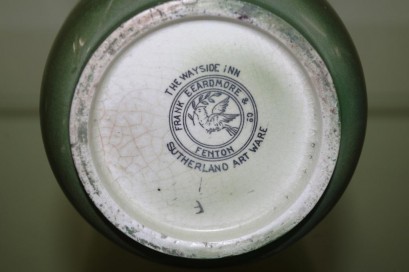 THE WAYSIDE INN
FRANK BEARDMORE & Co
FENTON
SUTHERLAND ART WARE
F